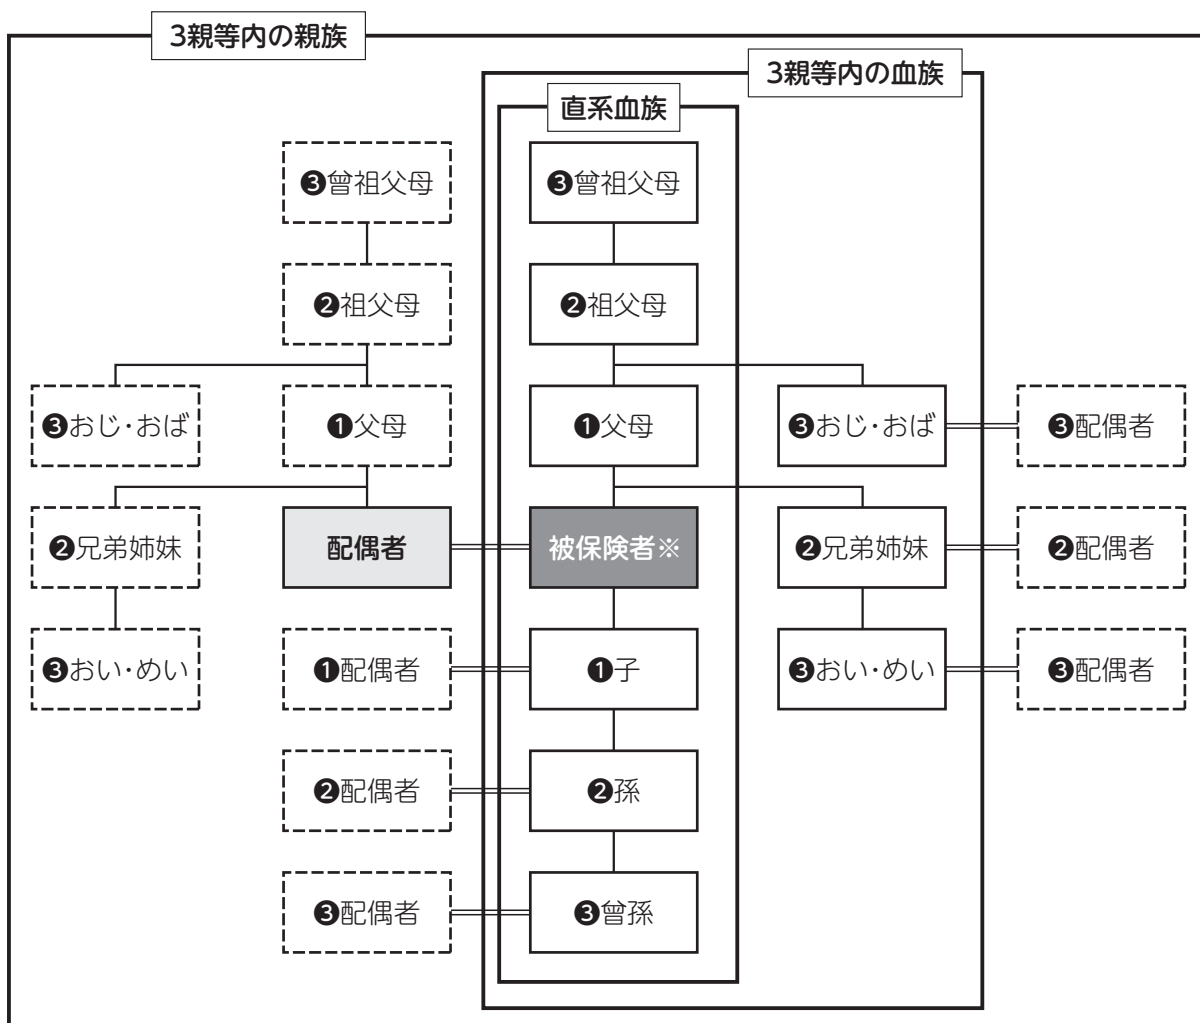 3親等内の親族
3親等内の血族
直系血族
❸曾祖父母
❸曾祖父母
❷祖父母
❷祖父母
❸おじ・おば
❶父母
❶父母
❸おじ・おば
❸配偶者
❷兄弟姉妹
配偶者
被保険者※
❷兄弟姉妹
❷配偶者
❸おい・めい
❶配偶者
❶子
❸おい・めい
❸配偶者
❷配偶者
❷孫
❸配偶者
❸曾孫